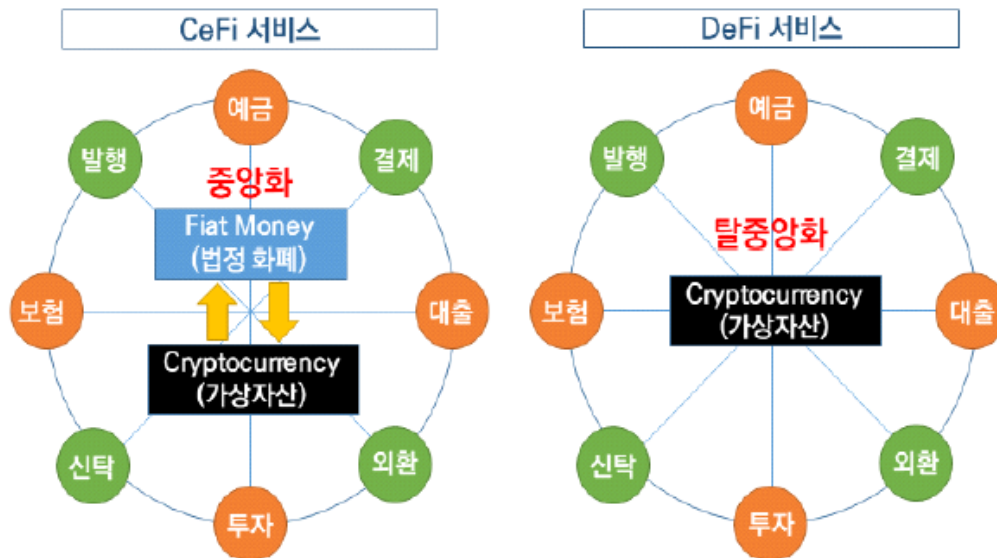 CeFi 서비스
예금
발행
결제
중앙화
Fiat Money
(법정 화폐)
보험
대출
Cryptocurrency
(가상자산)
신탁
외환
투자
DeFi 서비스
예금
발행
결제
탈중앙화
보험
Cryptocurrency
(가상자산)
대출
신탁
외환
투자